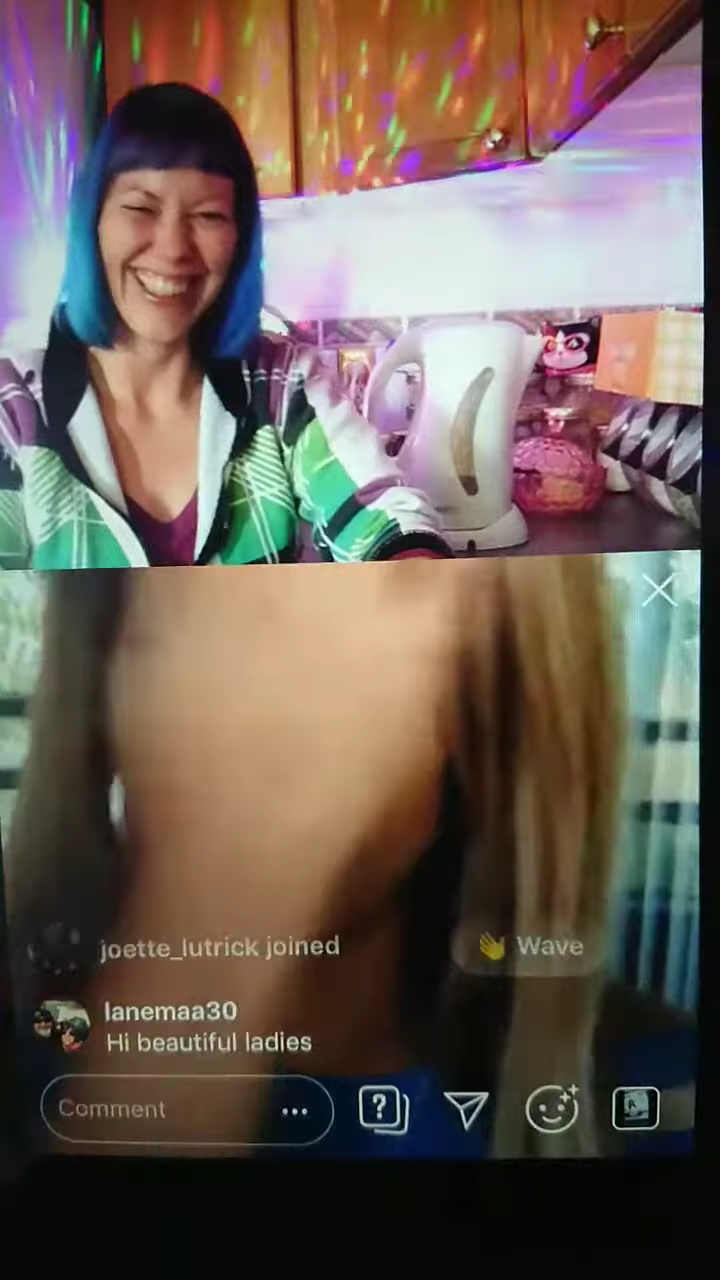 joette_lutrick joined
👋 Wave
lanemaa30
Hi beautiful ladies
Comment